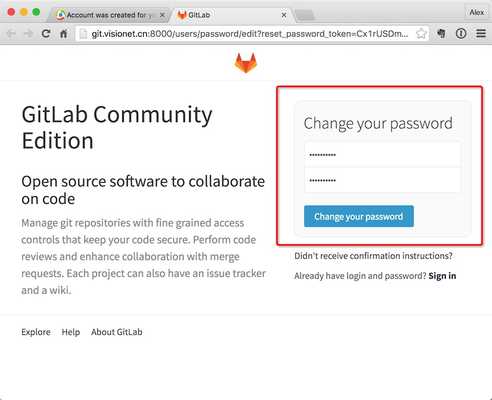 Alex
Account was created for yo
GitLab
git.visionet.cn:8000/users/password/edit?reset_password_token=Cx1rUSDm...
GitLab Community
Edition
Open source software to collaborate
on code
Manage git repositories with fine grained access
controls that keep your code secure. Perform code
reviews and enhance collaboration with merge
requests. Each project can also have an issue tracker
and a wiki.
Change your password
••••••••••
••••••••••
Change your password
Didn't receive confirmation instructions?
Already have login and password? Sign in
Explore
Help
About GitLab